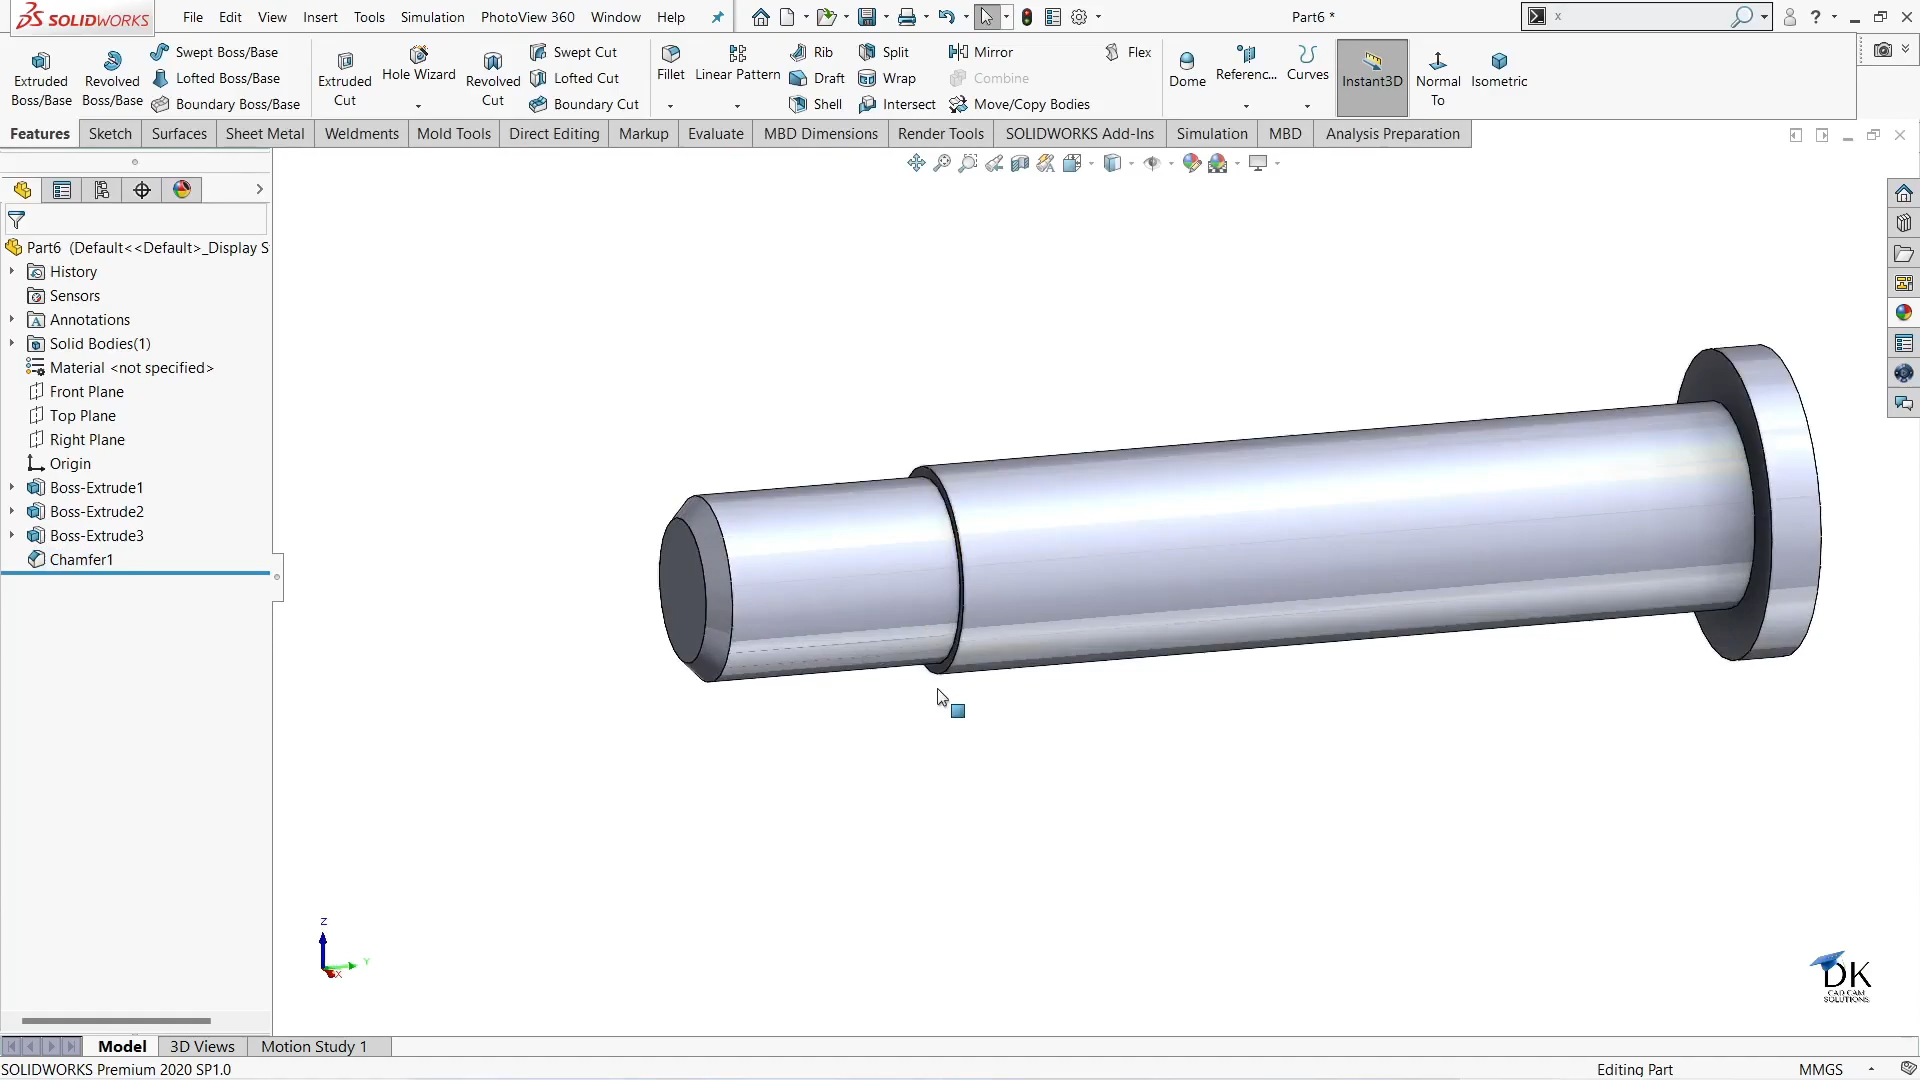 SOLIDWORKS File Edit View Insert Tools Simulation PhotoView 360 Window Help Part6 * x ?
Extruded Boss/Base
Revolved Boss/Base
Swept Boss/Base
Lofted Boss/Base
Boundary Boss/Base
Extruded Cut
Hole Wizard
Revolved Cut
Swept Cut
Lofted Cut
Boundary Cut
Fillet
Linear Pattern
Rib
Draft
Shell
Split
Wrap
Intersect
Mirror
Combine
Move/Copy Bodies
Flex
Dome
Referenc...
Curves
Instant3D
Normal To
Isometric
Features Sketch Surfaces Sheet Metal Weldments Mold Tools Direct Editing Markup Evaluate MBD Dimensions Render Tools SOLIDWORKS Add-Ins Simulation MBD Analysis Preparation
Part6 (Default<<Default>_Display S
History
Sensors
Annotations
Solid Bodies(1)
Material <not specified>
Front Plane
Top Plane
Right Plane
Origin
Boss-Extrude1
Boss-Extrude2
Boss-Extrude3
Chamfer1
Z
Y
X
DK
CAD CAM
SOLUTIONS
Model 3D Views Motion Study 1
SOLIDWORKS Premium 2020 SP1.0 Editing Part MMGS